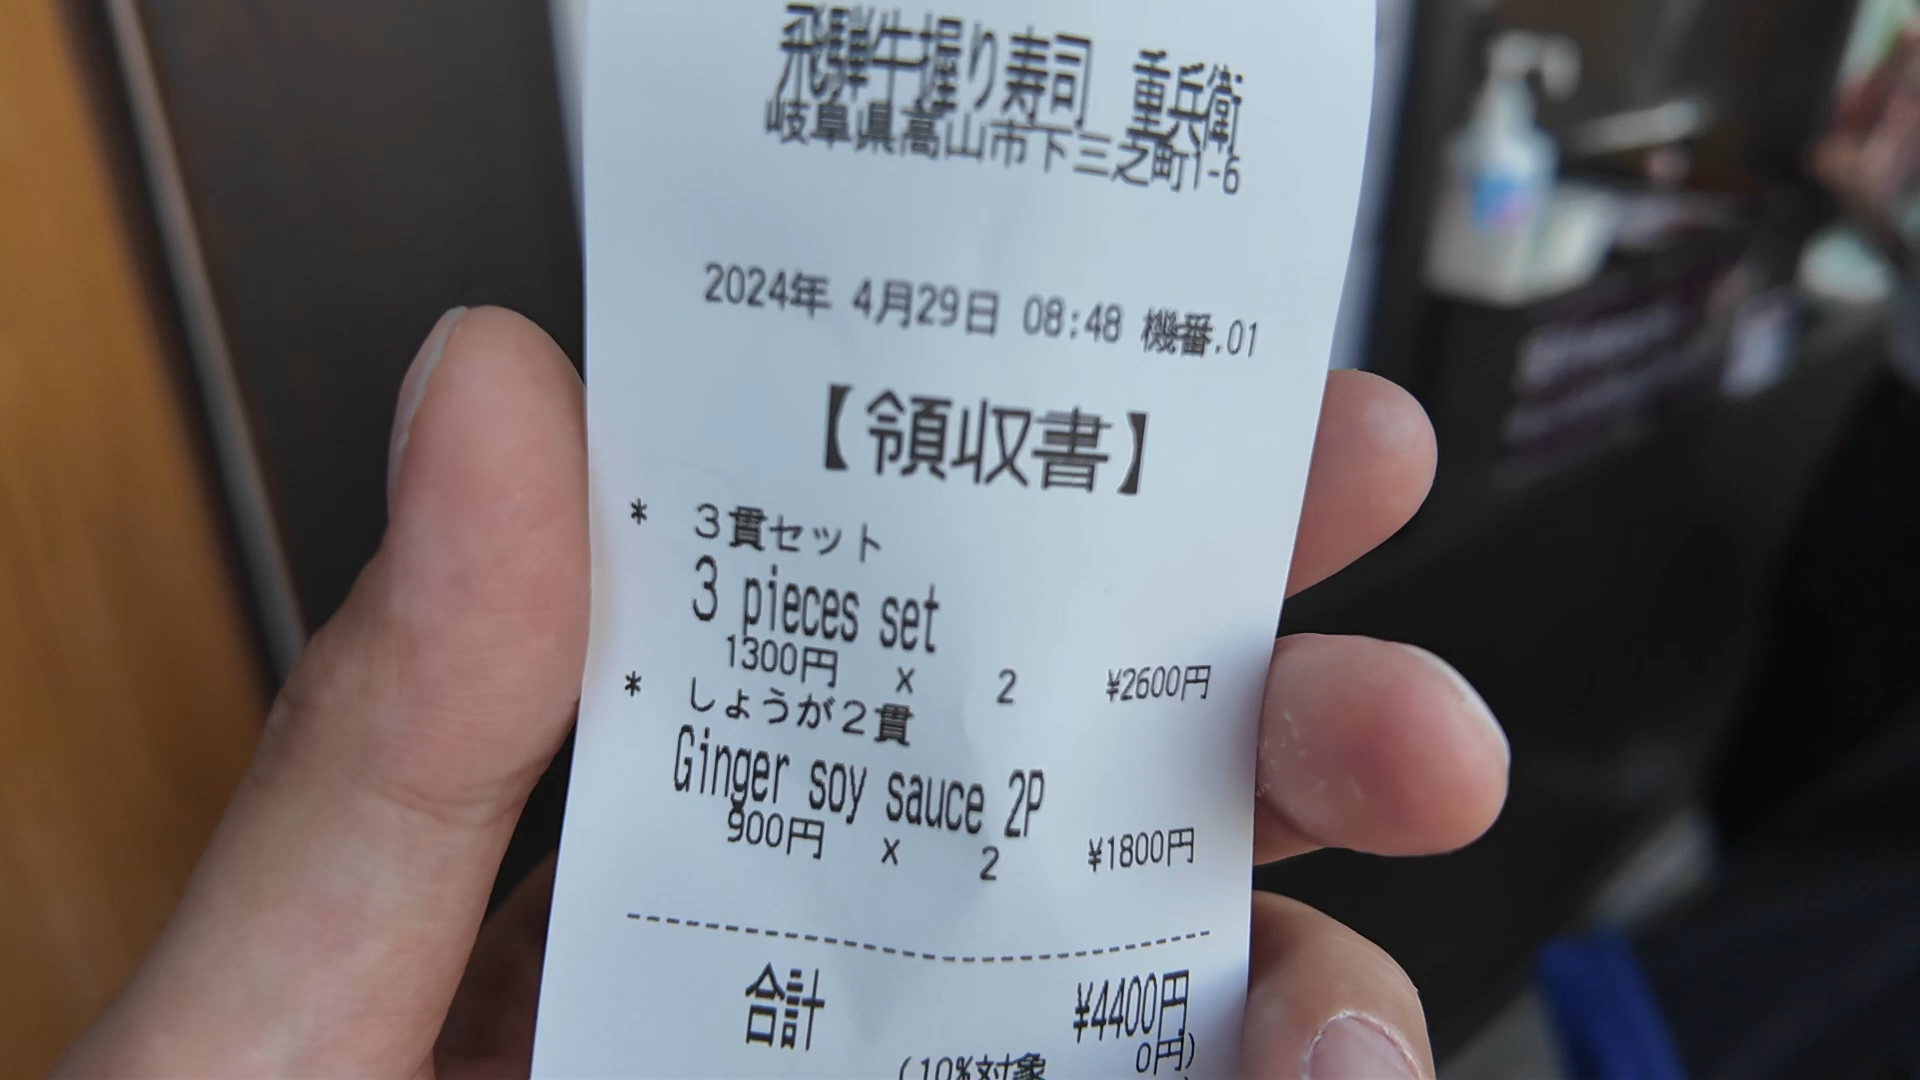 飛騨牛握り寿司 重兵衛
岐阜県高山市下三之町1-6
2024年 4月29日 08:48 機番.01
【領収書】
* 3貫セット
3 pieces set
1300円 x 2 ¥2600円
* しょうが2貫
Ginger soy sauce 2P
900円 x 2 ¥1800円
合計 ¥4400円
(10%対象 0円)